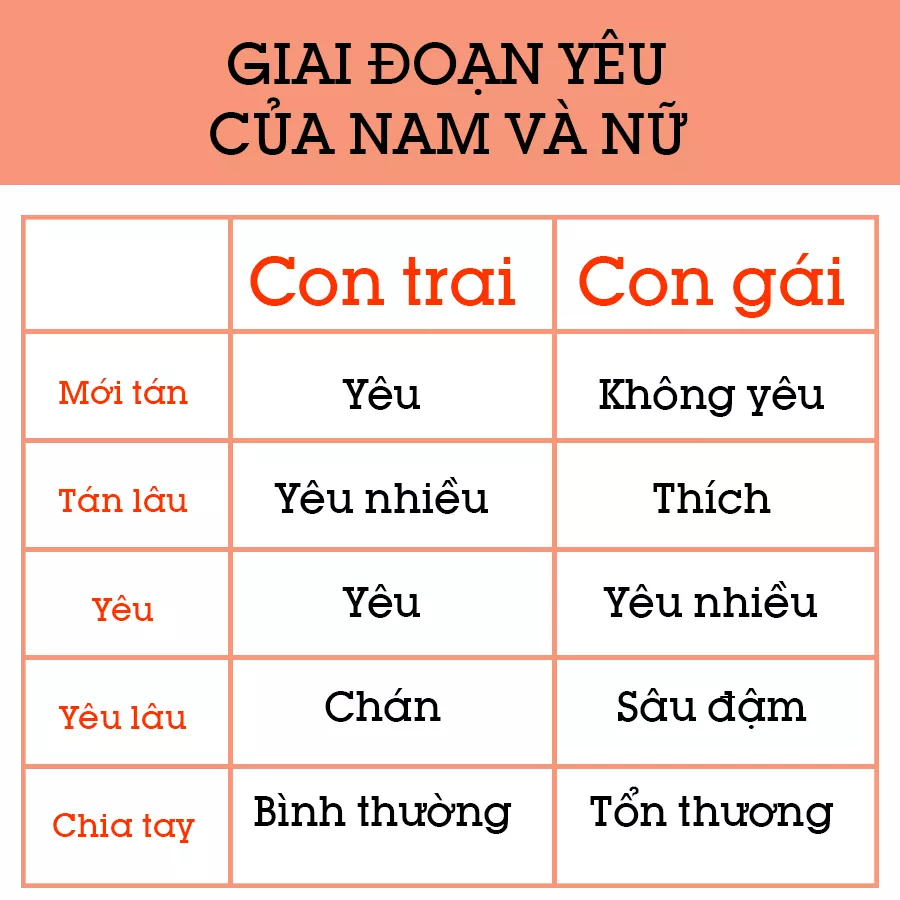 GIAI ĐOẠN YÊU
CỦA NAM VÀ NỮ
Con trai Con gái
Mới tán Yêu Không yêu
Tán lâu Yêu nhiều Thích
Yêu Yêu Yêu nhiều
Yêu lâu Chán Sâu đậm
Chia tay Bình thường Tổn thương